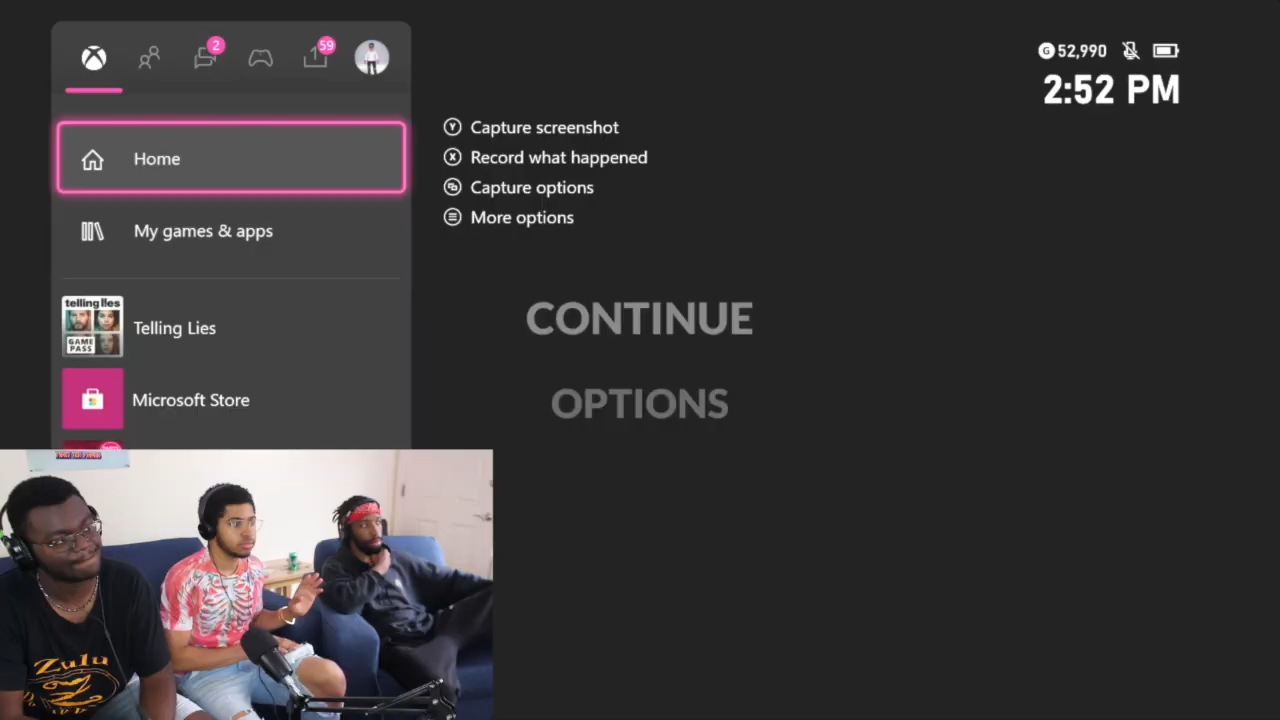 2
59
G 52,990
2:52 PM
Home
My games & apps
Capture screenshot
Record what happened
Capture options
More options
telling lies
GAME
PASS
Telling Lies
Microsoft Store
CONTINUE
OPTIONS
Zulu